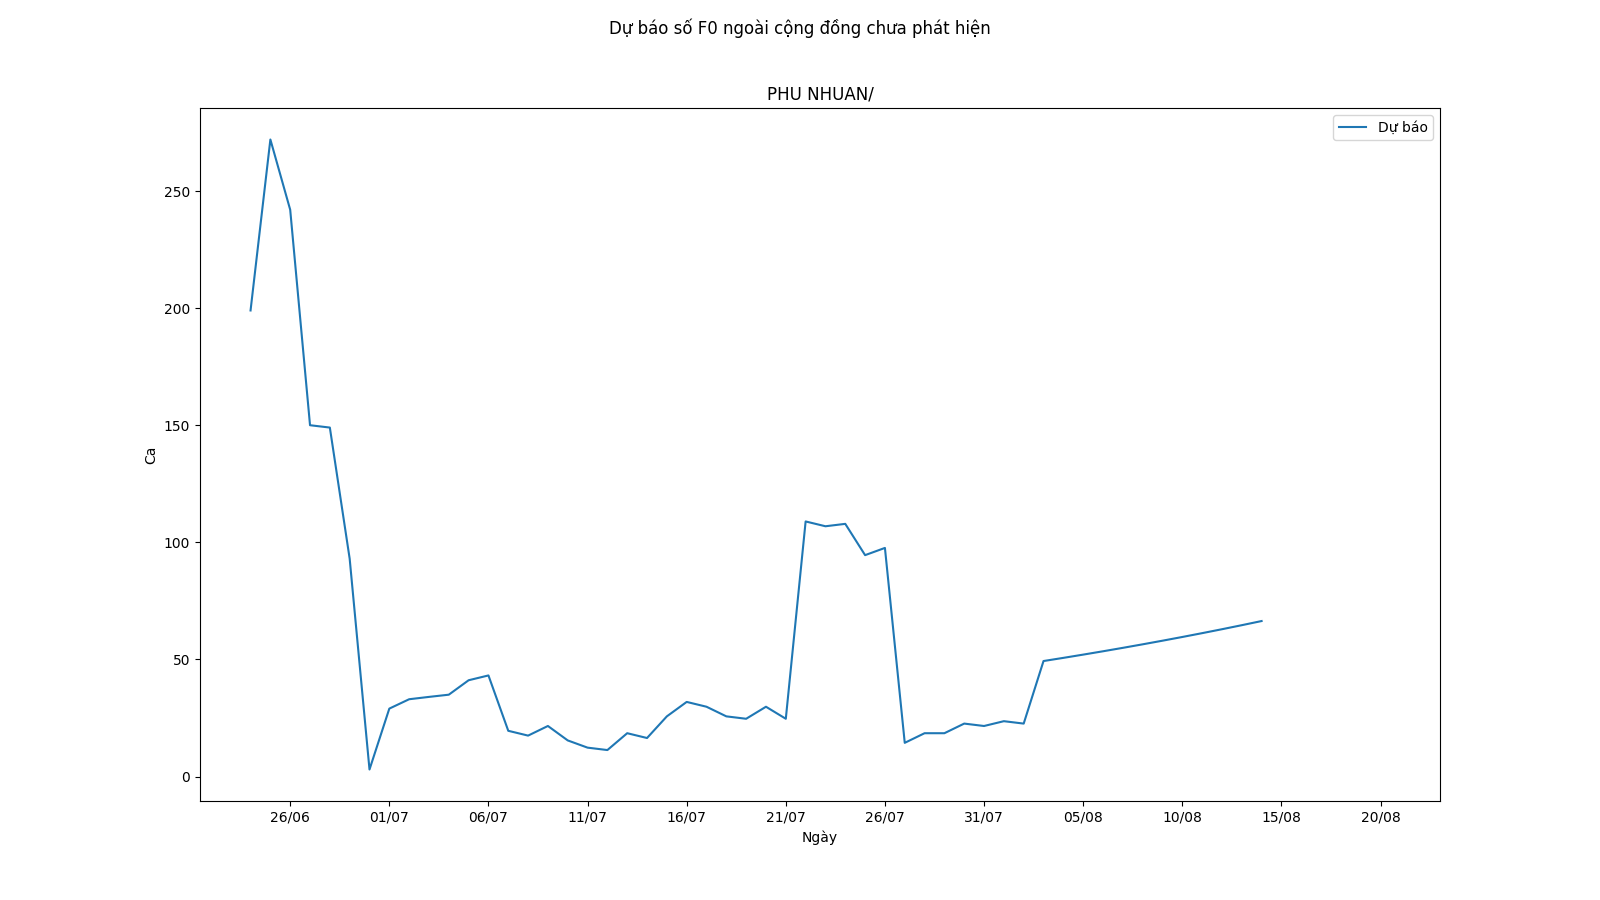 Dự báo số F0 ngoài cộng đồng chưa phát hiện
PHU NHUAN/
Dự báo
Ca
250
200
150
100
50
0
26/06 01/07 06/07 11/07 16/07 21/07 26/07 31/07 05/08 10/08 15/08 20/08
Ngày